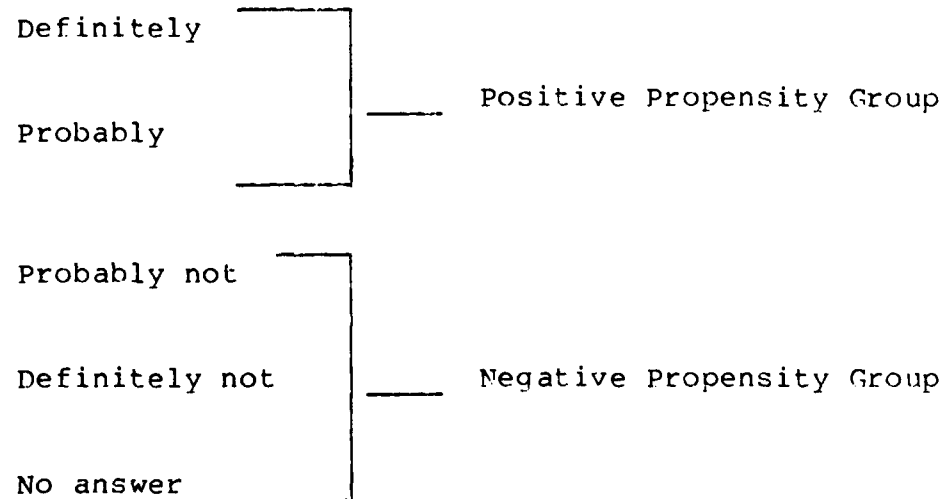 Definitely
Positive Propensity Group
Probably
Probably not
Definitely not
Negative Propensity Group
No answer